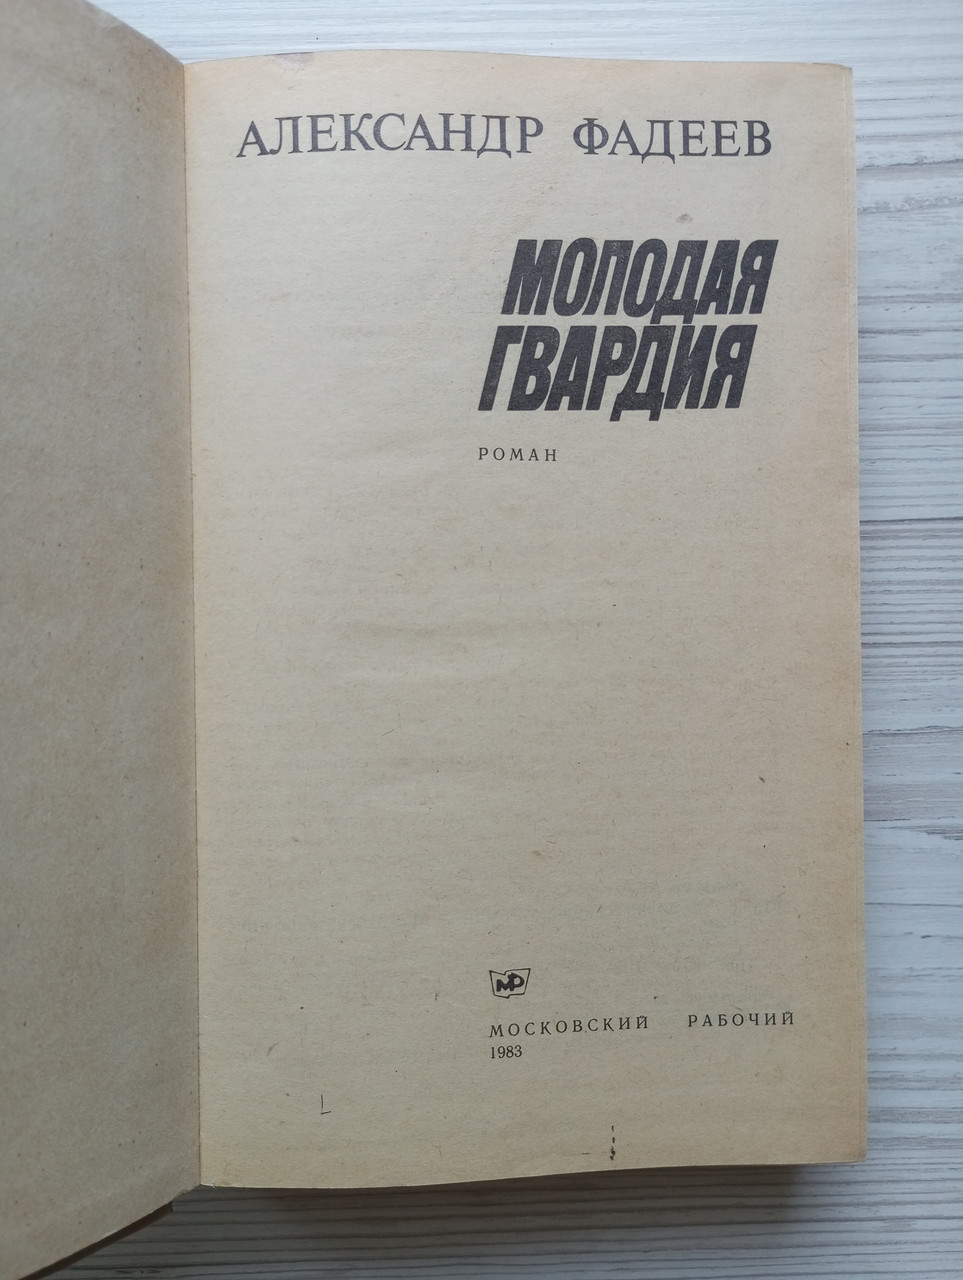 АЛЕКСАНДР ФАДЕЕВ
МОЛОДАЯ
ГВАРДИЯ
РОМАН
МР
МОСКОВСКИЙ РАБОЧИЙ
1983